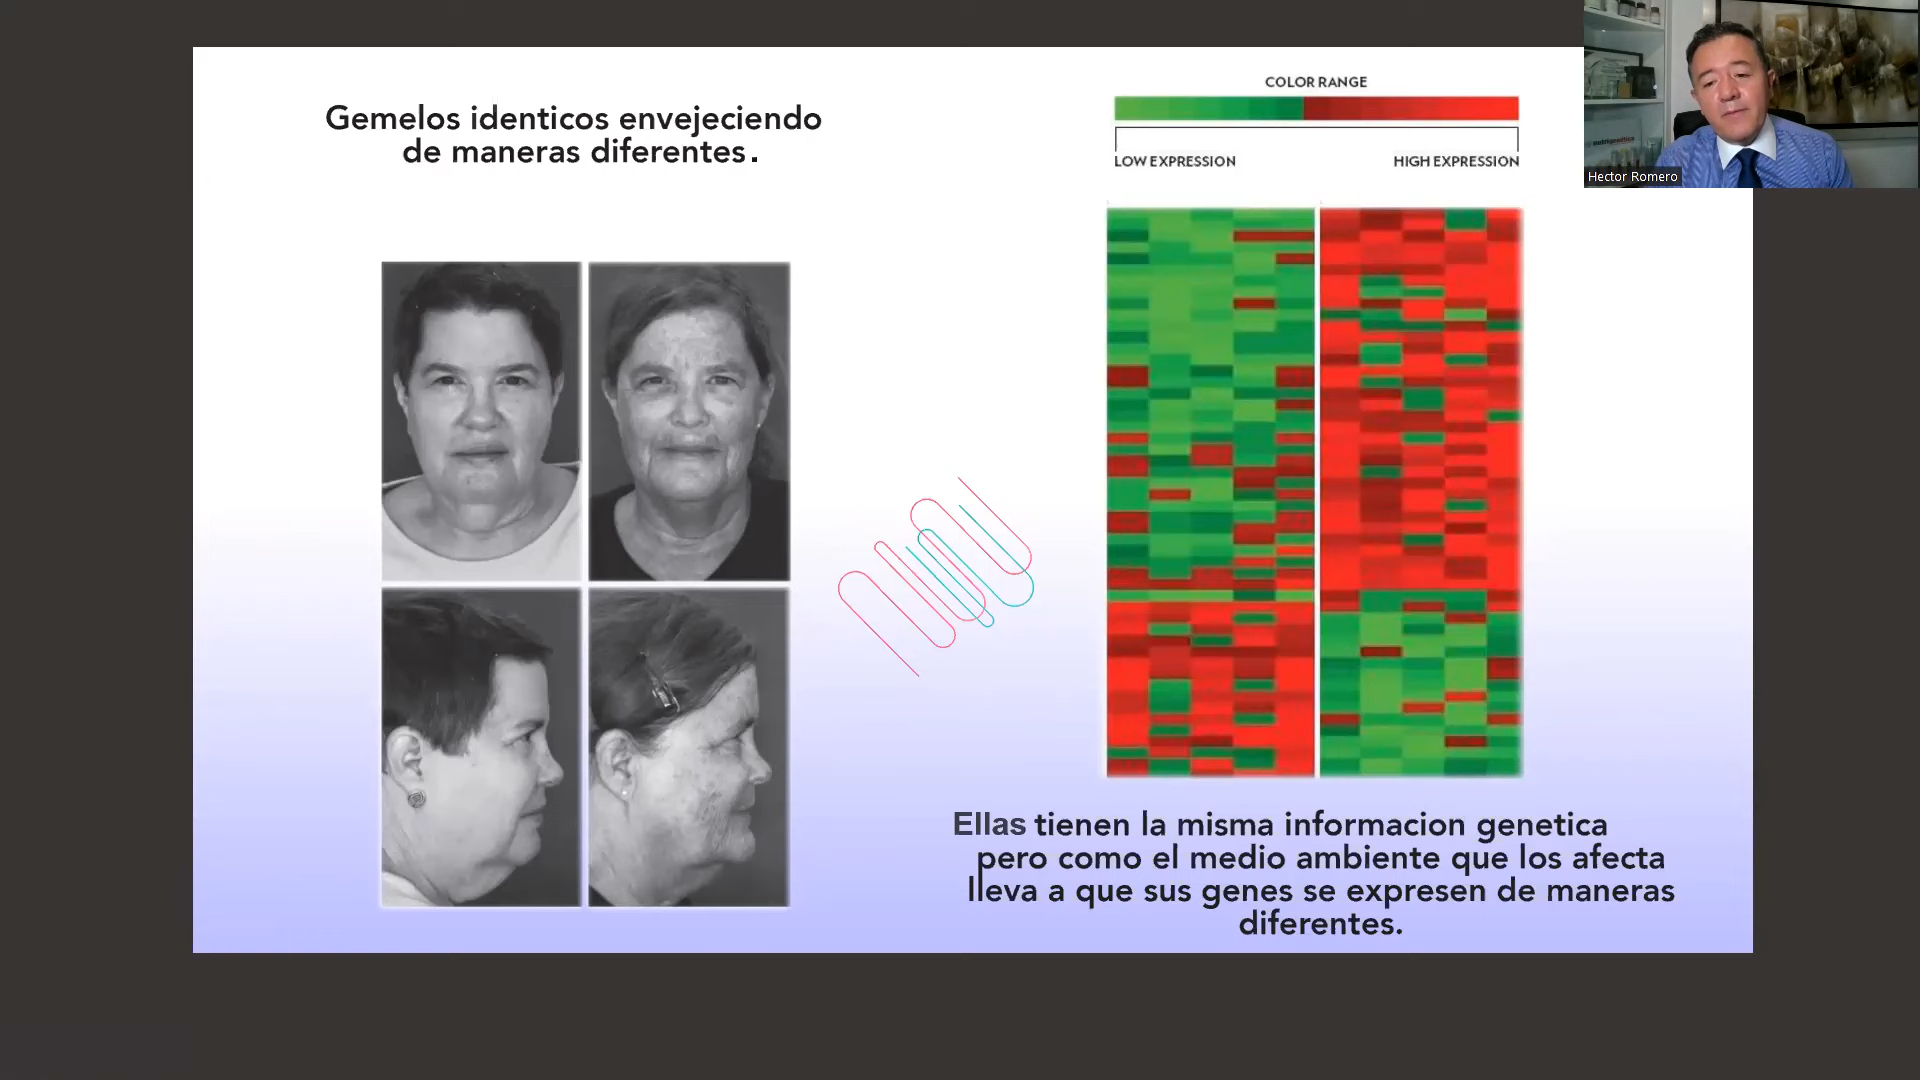 Gemelos identicos envejeciendo
de maneras diferentes.
COLOR RANGE
LOW EXPRESSION
HIGH EXPRESSION
Hector Romero
Ellas tienen la misma informacion genetica
pero como el medio ambiente que los afecta
lleva a que sus genes se expresen de maneras
diferentes.